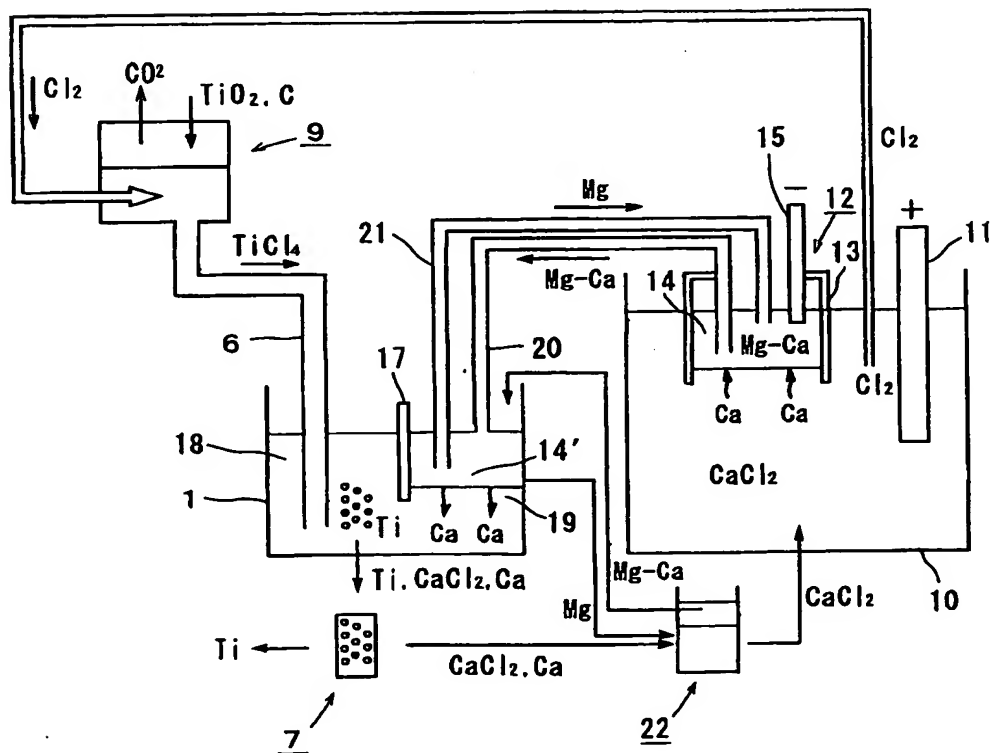 Cl2
CO2
TiO2.C
9
Cl2
15
−
12
+
11
Mg
21
13
TiCl4
Mg-Ca
14
6
20
Mg-Ca
17
Cl2
Ca
Ca
18
14′
CaCl2
1
Ti
Ca
Ca
19
Ti.CaCl2.Ca
Mg-Ca
CaCl2
10
Mg
Ti
CaCl2.Ca
7
22